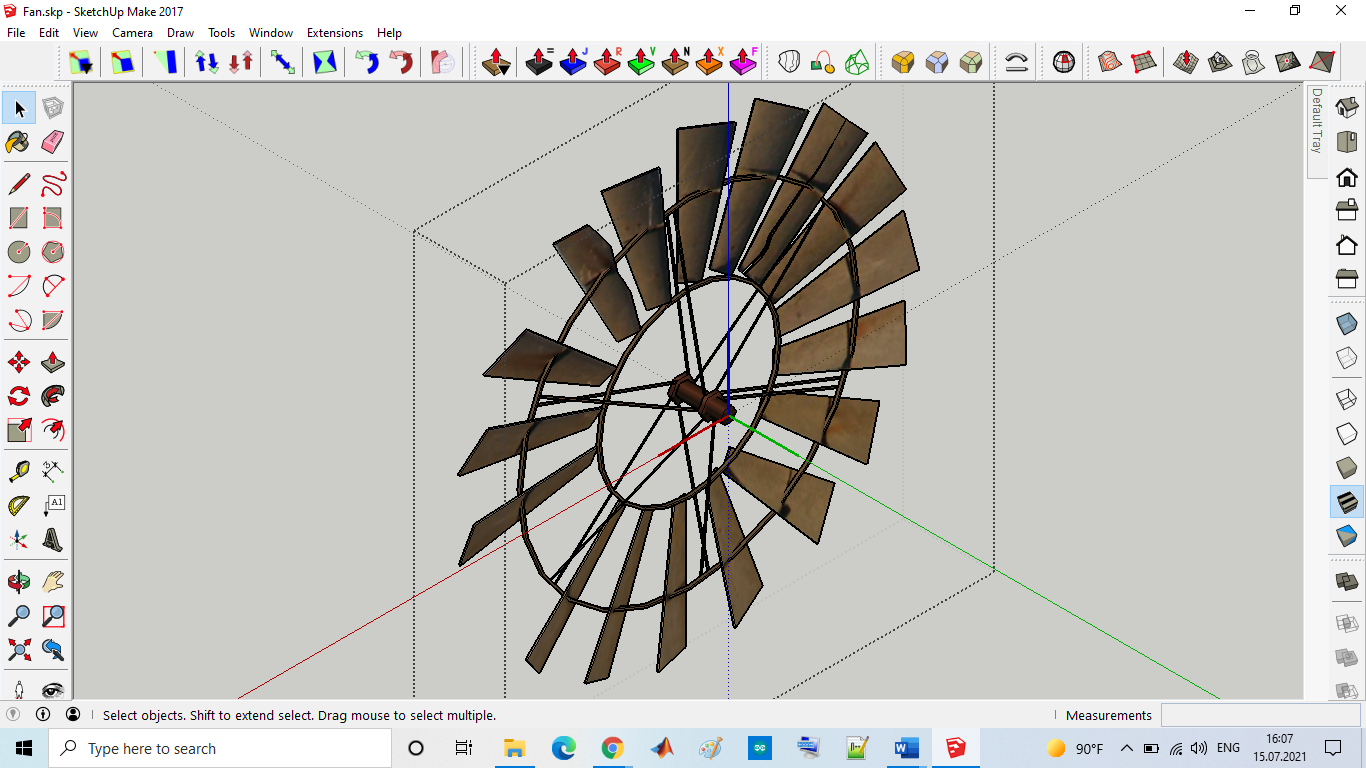 Fan.skp - SketchUp Make 2017
File Edit View Camera Draw Tools Window Extensions Help
= J R V N X F
Default Tray
A1
Select objects. Shift to extend select. Drag mouse to select multiple.
Measurements
Type here to search
90°F
ENG
16:07
15.07.2021